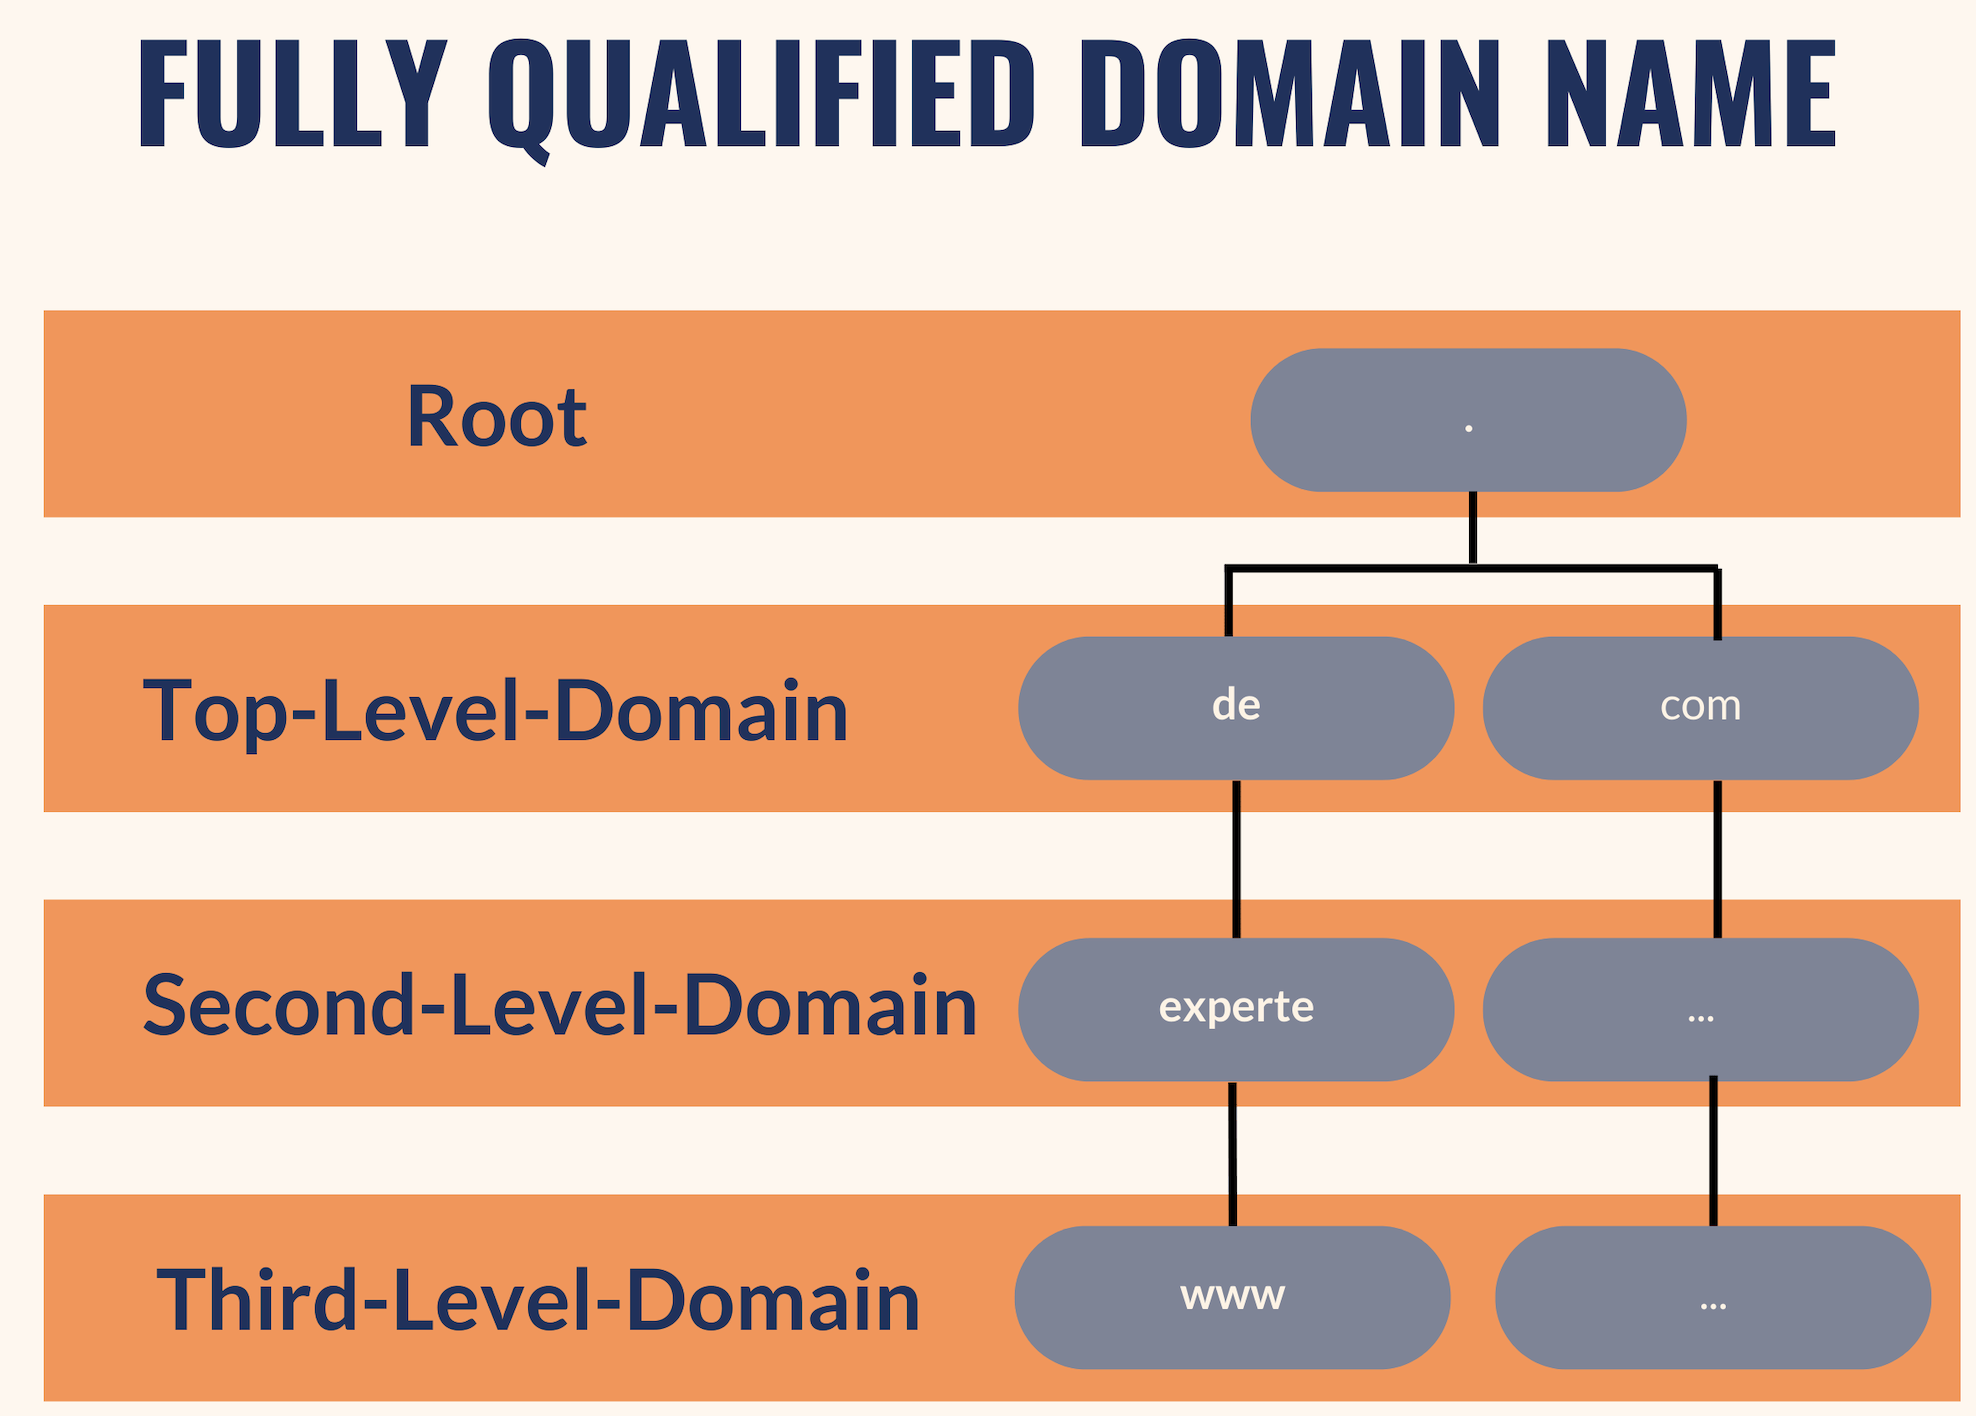 FULLY QUALIFIED DOMAIN NAME
Root
.
Top-Level-Domain
de
com
Second-Level-Domain
experte
...
Third-Level-Domain
www
...